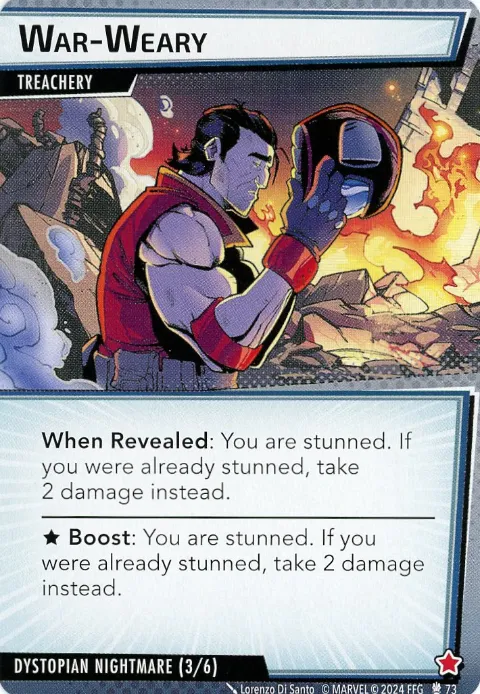 War-Weary
TREACHERY
When Revealed: You are stunned. If
you were already stunned, take
2 damage instead.
★ Boost: You are stunned. If you
were already stunned, take 2 damage
instead.
DYSTOPIAN NIGHTMARE (3/6)
Lorenzo Di Santo © MARVEL © 2024 FFG 73